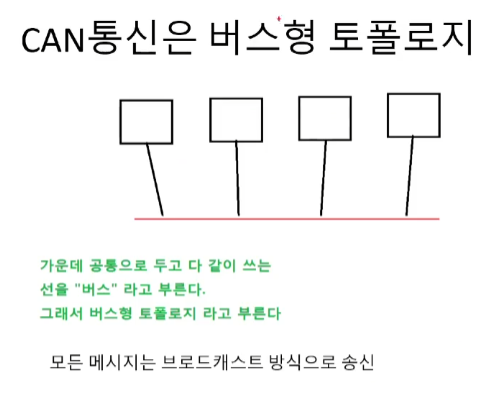 CAN통신은 버스형 토폴로지
가운데 공통으로 두고 다 같이 쓰는
선을 "버스" 라고 부른다.
그래서 버스형 토폴로지 라고 부른다
모든 메시지는 브로드캐스트 방식으로 송신